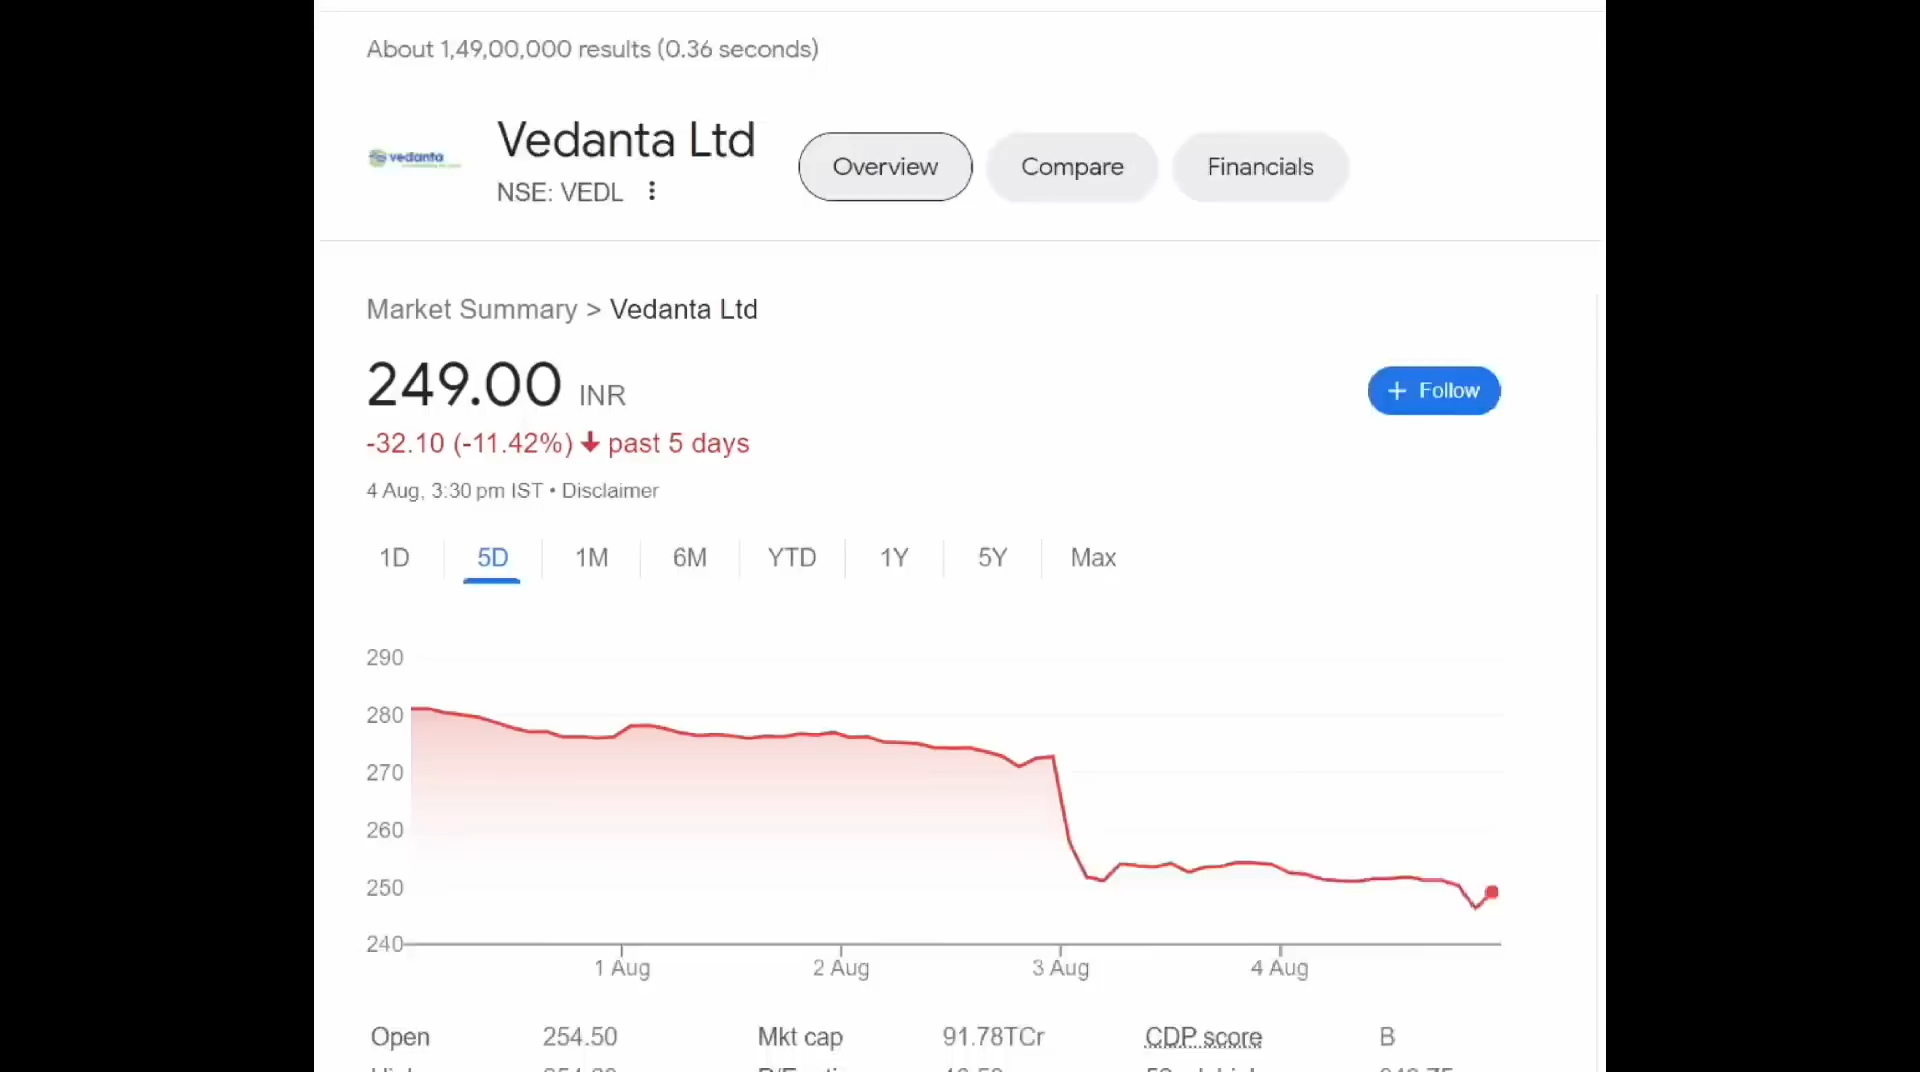 About 1,49,00,000 results (0.36 seconds)
vedanta
Vedanta Ltd
NSE: VEDL
Overview
Compare
Financials
Market Summary > Vedanta Ltd
249.00 INR
+ Follow
-32.10 (-11.42%) ↓ past 5 days
4 Aug, 3:30 pm IST • Disclaimer
1D 5D 1M 6M YTD 1Y 5Y Max
290
280
270
260
250
240
1 Aug 2 Aug 3 Aug 4 Aug
Open 254.50 Mkt cap 91.78TCr CDP score B